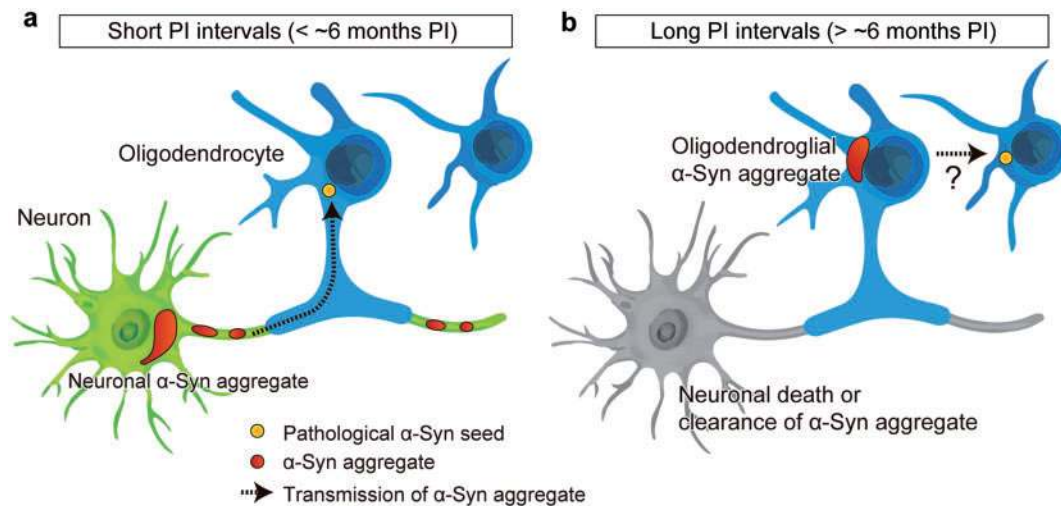 a
Short PI intervals (< ~6 months PI)
Oligodendrocyte
Neuron
Neuronal α-Syn aggregate
Pathological α-Syn seed
α-Syn aggregate
Transmission of α-Syn aggregate
b
Long PI intervals (> ~6 months PI)
Oligodendroglial
α-Syn aggregate
?
Neuronal death or
clearance of α-Syn aggregate